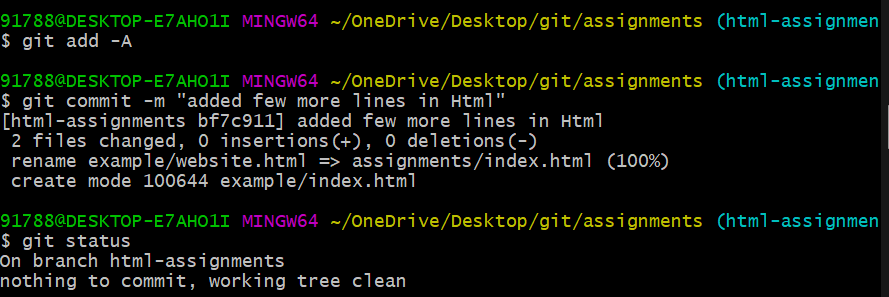 91788@DESKTOP-E7AHO1I MINGW64 ~/OneDrive/Desktop/git/assignments (html-assignmen
$ git add -A
91788@DESKTOP-E7AHO1I MINGW64 ~/OneDrive/Desktop/git/assignments (html-assignmen
$ git commit -m "added few more lines in Html"
[html-assignments bf7c911] added few more lines in Html
 2 files changed, 0 insertions(+), 0 deletions(-)
 rename example/website.html => assignments/index.html (100%)
 create mode 100644 example/index.html
91788@DESKTOP-E7AHO1I MINGW64 ~/OneDrive/Desktop/git/assignments (html-assignmen
$ git status
On branch html-assignments
nothing to commit, working tree clean